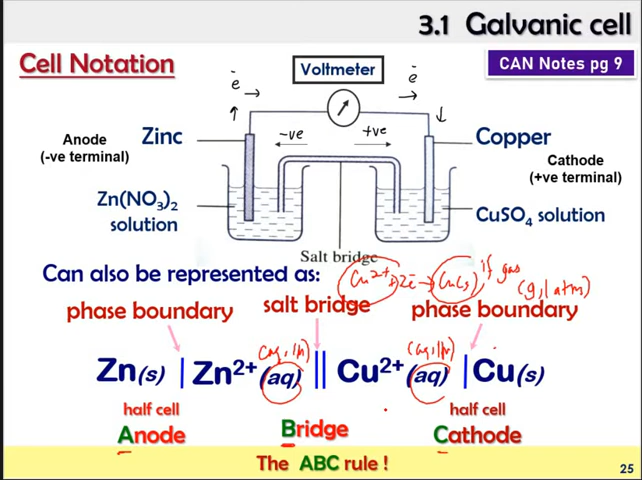 3.1 Galvanic cell
Cell Notation
CAN Notes pg 9
Voltmeter
ē
ē
Anode
(-ve terminal)
Zinc
-ve
+ve
Copper
Cathode
(+ve terminal)
Zn(NO₃)₂
solution
CuSO₄ solution
Salt bridge
Can also be represented as:
Cu²⁺+2ē → Cu(s)
if gas
(g, 1 atm)
phase boundary
salt bridge
phase boundary
(aq, 1M)
(aq, 1M)
Zn(s) | Zn²⁺(aq) || Cu²⁺(aq) | Cu(s)
half cell
half cell
Anode
Bridge
Cathode
The ABC rule !
25